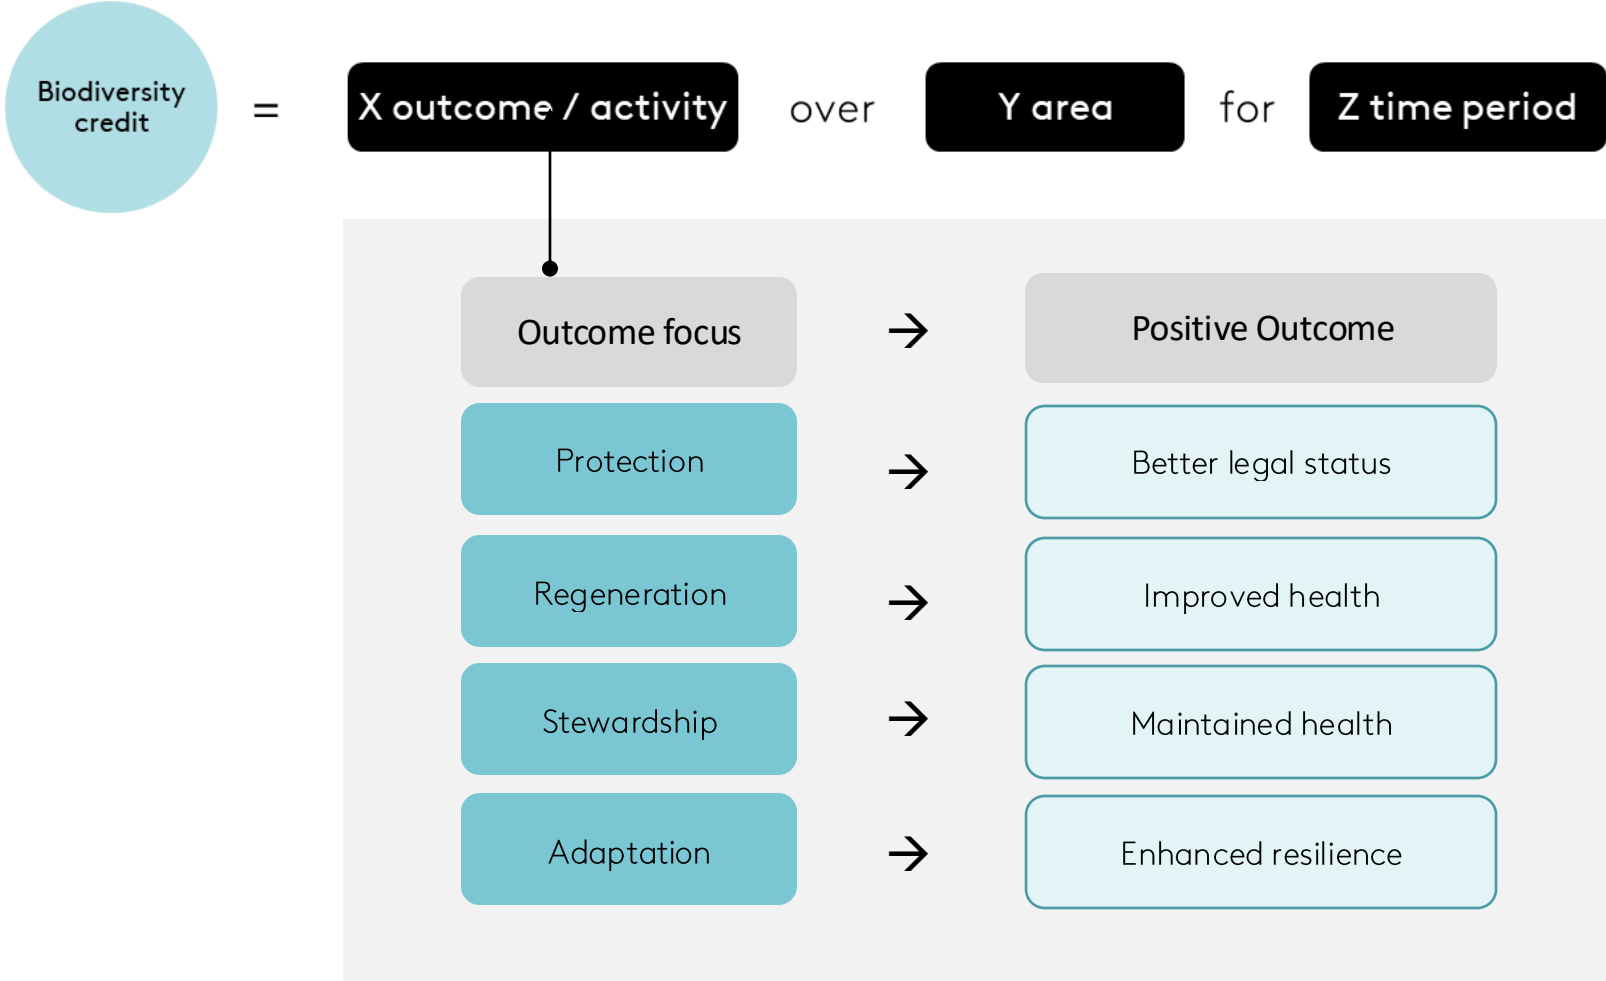 Biodiversity
credit
= X outcome / activity over Y area for Z time period
Outcome focus → Positive Outcome
Protection → Better legal status
Regeneration → Improved health
Stewardship → Maintained health
Adaptation → Enhanced resilience